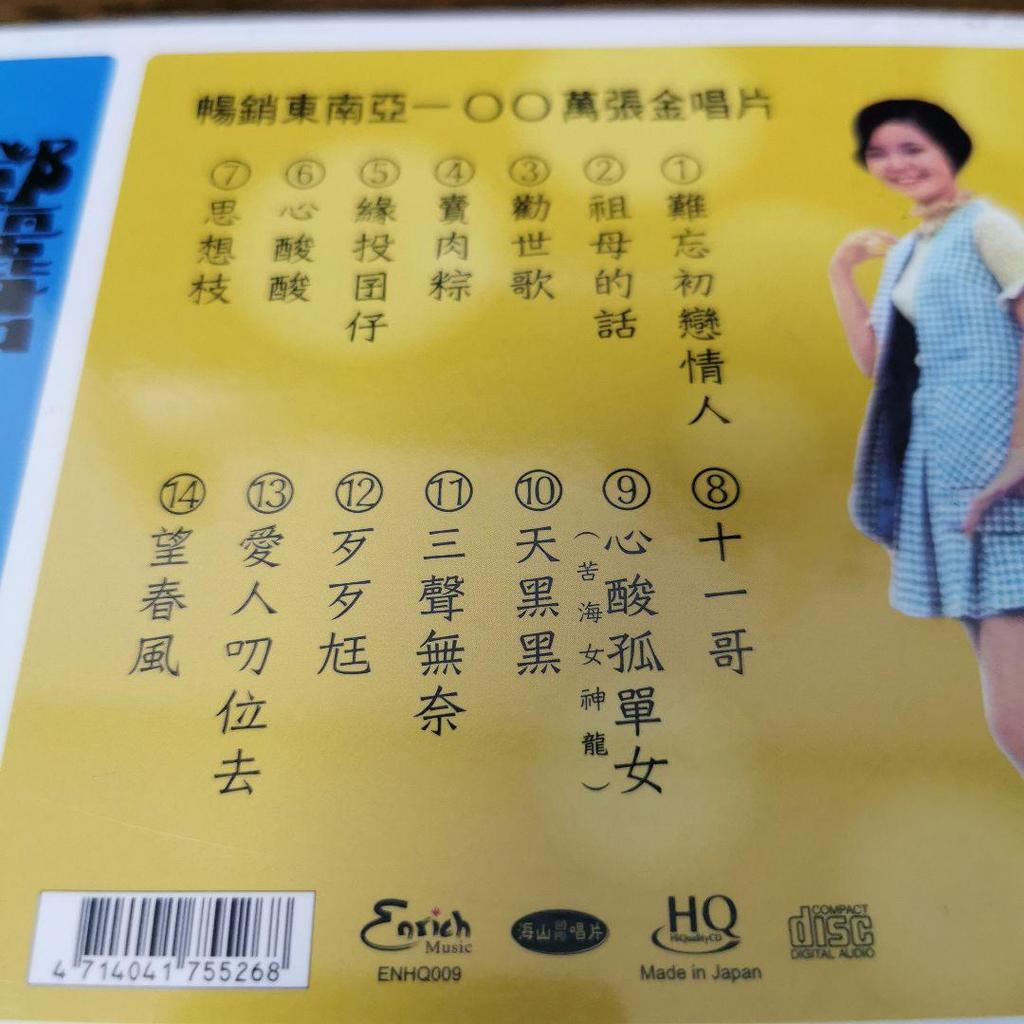 暢銷東南亞一〇〇萬張金唱片
①難忘初戀情人
②祖母的話
③勸世歌
④賣肉粽
⑤緣投囝仔
⑥心酸酸
⑦思想枝
⑧十一哥
⑨心酸孤單女
（苦海女神龍）
⑩天黑黑
⑪三聲無奈
⑫歹歹尪
⑬愛人叨位去
⑭望春風
4 714041 755268
Enrich
Music
ENHQ009
海山唱片
HQ
HiQualityCD
Made in Japan
COMPACT
disc
DIGITAL AUDIO